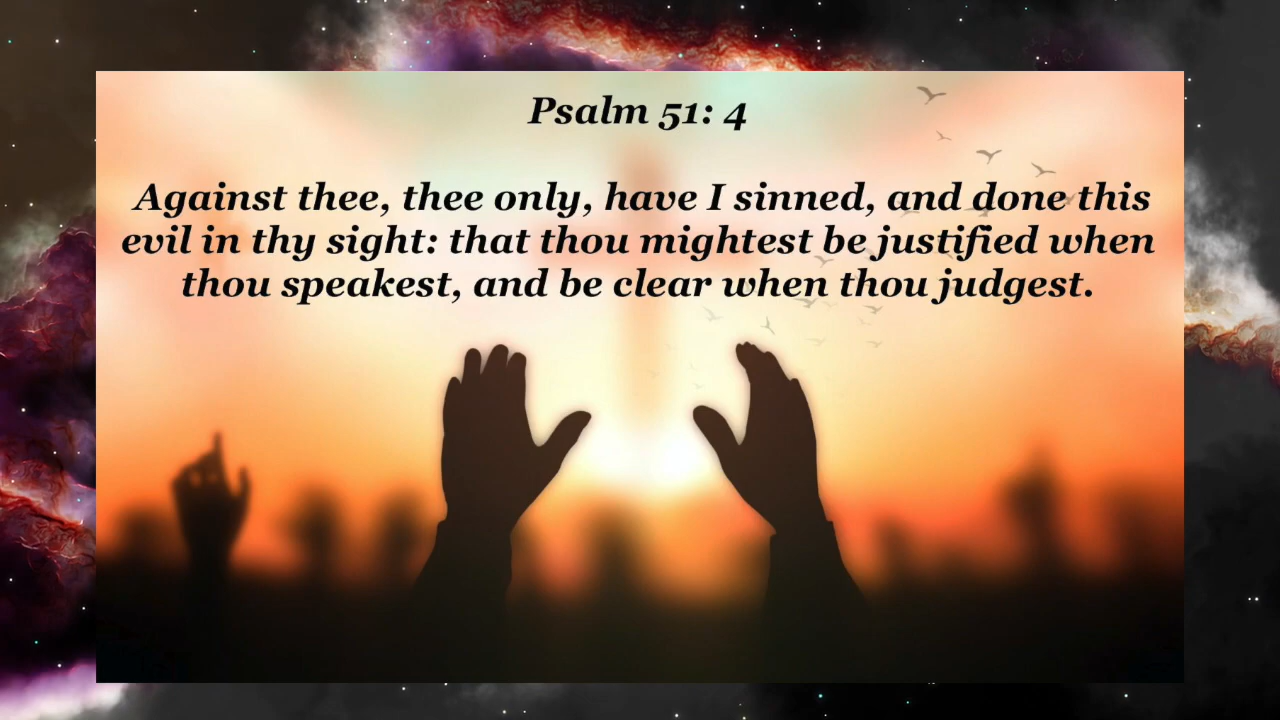 Psalm 51: 4
Against thee, thee only, have I sinned, and done this
evil in thy sight: that thou mightest be justified when
thou speakest, and be clear when thou judgest.